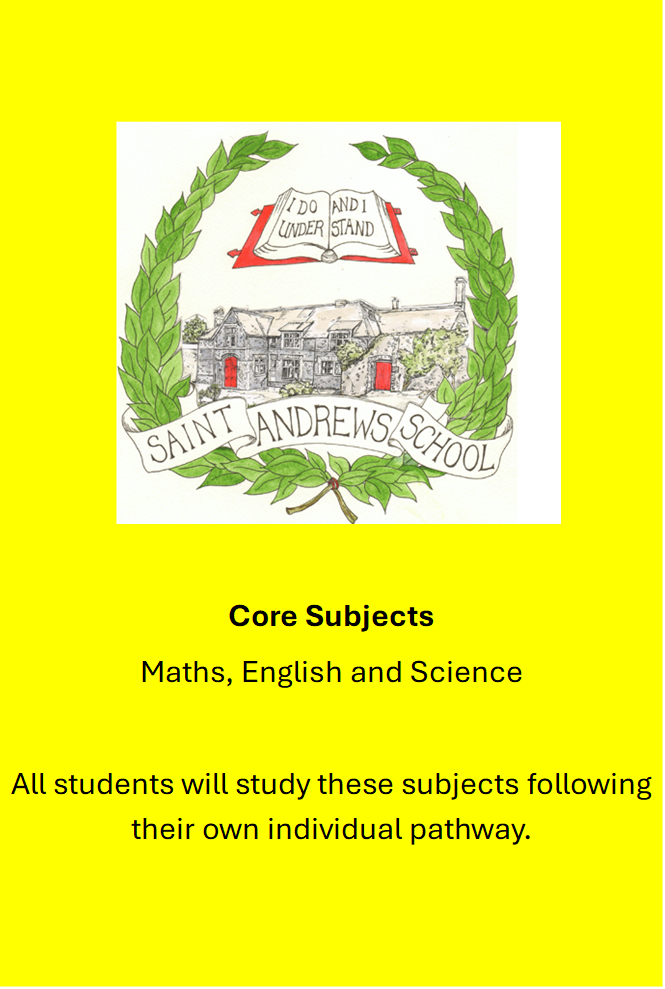 I DO AND I
UNDER STAND
SAINT ANDREWS SCHOOL
Core Subjects
Maths, English and Science
All students will study these subjects following
their own individual pathway.